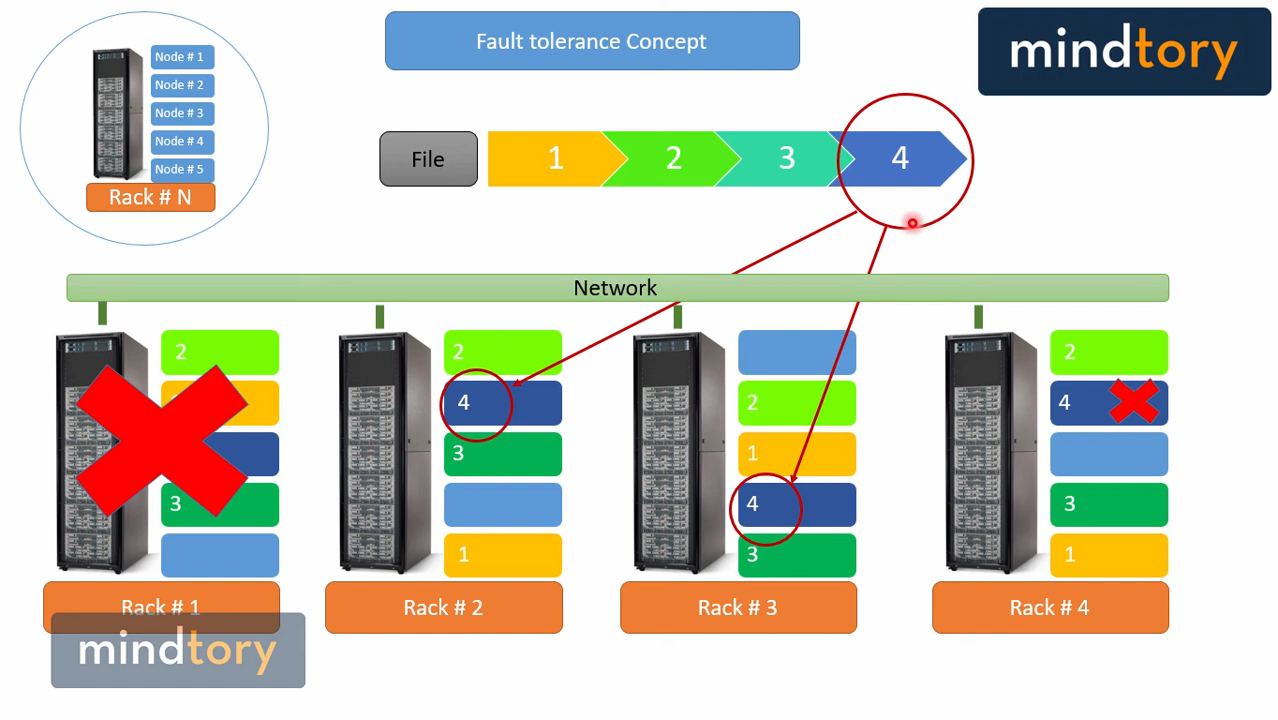 Fault tolerance Concept
mindtory
Node # 1
Node # 2
Node # 3
Node # 4
Node # 5
Rack # N
File
1
2
3
4
Network
2
3
Rack # 1
2
4
3
1
Rack # 2
2
1
4
3
Rack # 3
2
4
3
1
Rack # 4
mindtory